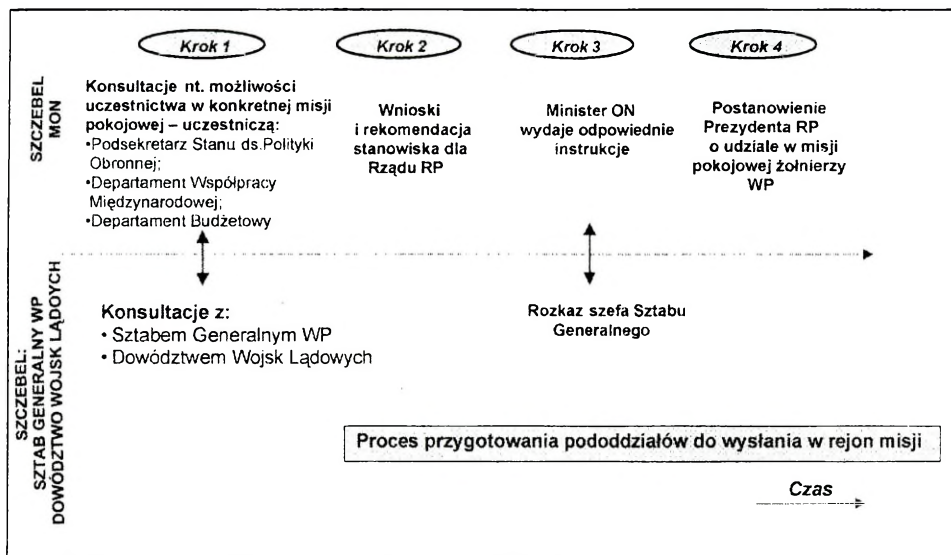 Krok 1
Krok 2
Krok 3
Krok 4
SZCZEBEL
MON
Konsultacje nt. możliwości
uczestnictwa w konkretnej misji
pokojowej – uczestniczą:
•Podsekretarz Stanu ds.Polityki
Obronnej;
•Departament Współpracy
Międzynarodowej;
•Departament Budżetowy
Wnioski
i rekomendacja
stanowiska dla
Rządu RP
Minister ON
wydaje odpowiednie
instrukcje
Postanowienie
Prezydenta RP
o udziale w misji
pokojowej żołnierzy
WP
SZCZEBEL:
SZTAB GENERALNY WP
DOWÓDZTWO WOJSK LĄDOYCH
Konsultacje z:
• Sztabem Generalnym WP
• Dowództwem Wojsk Lądowych
Rozkaz szefa Sztabu
Generalnego
Proces przygotowania pododdziałów do wysłania w rejon misji
Czas